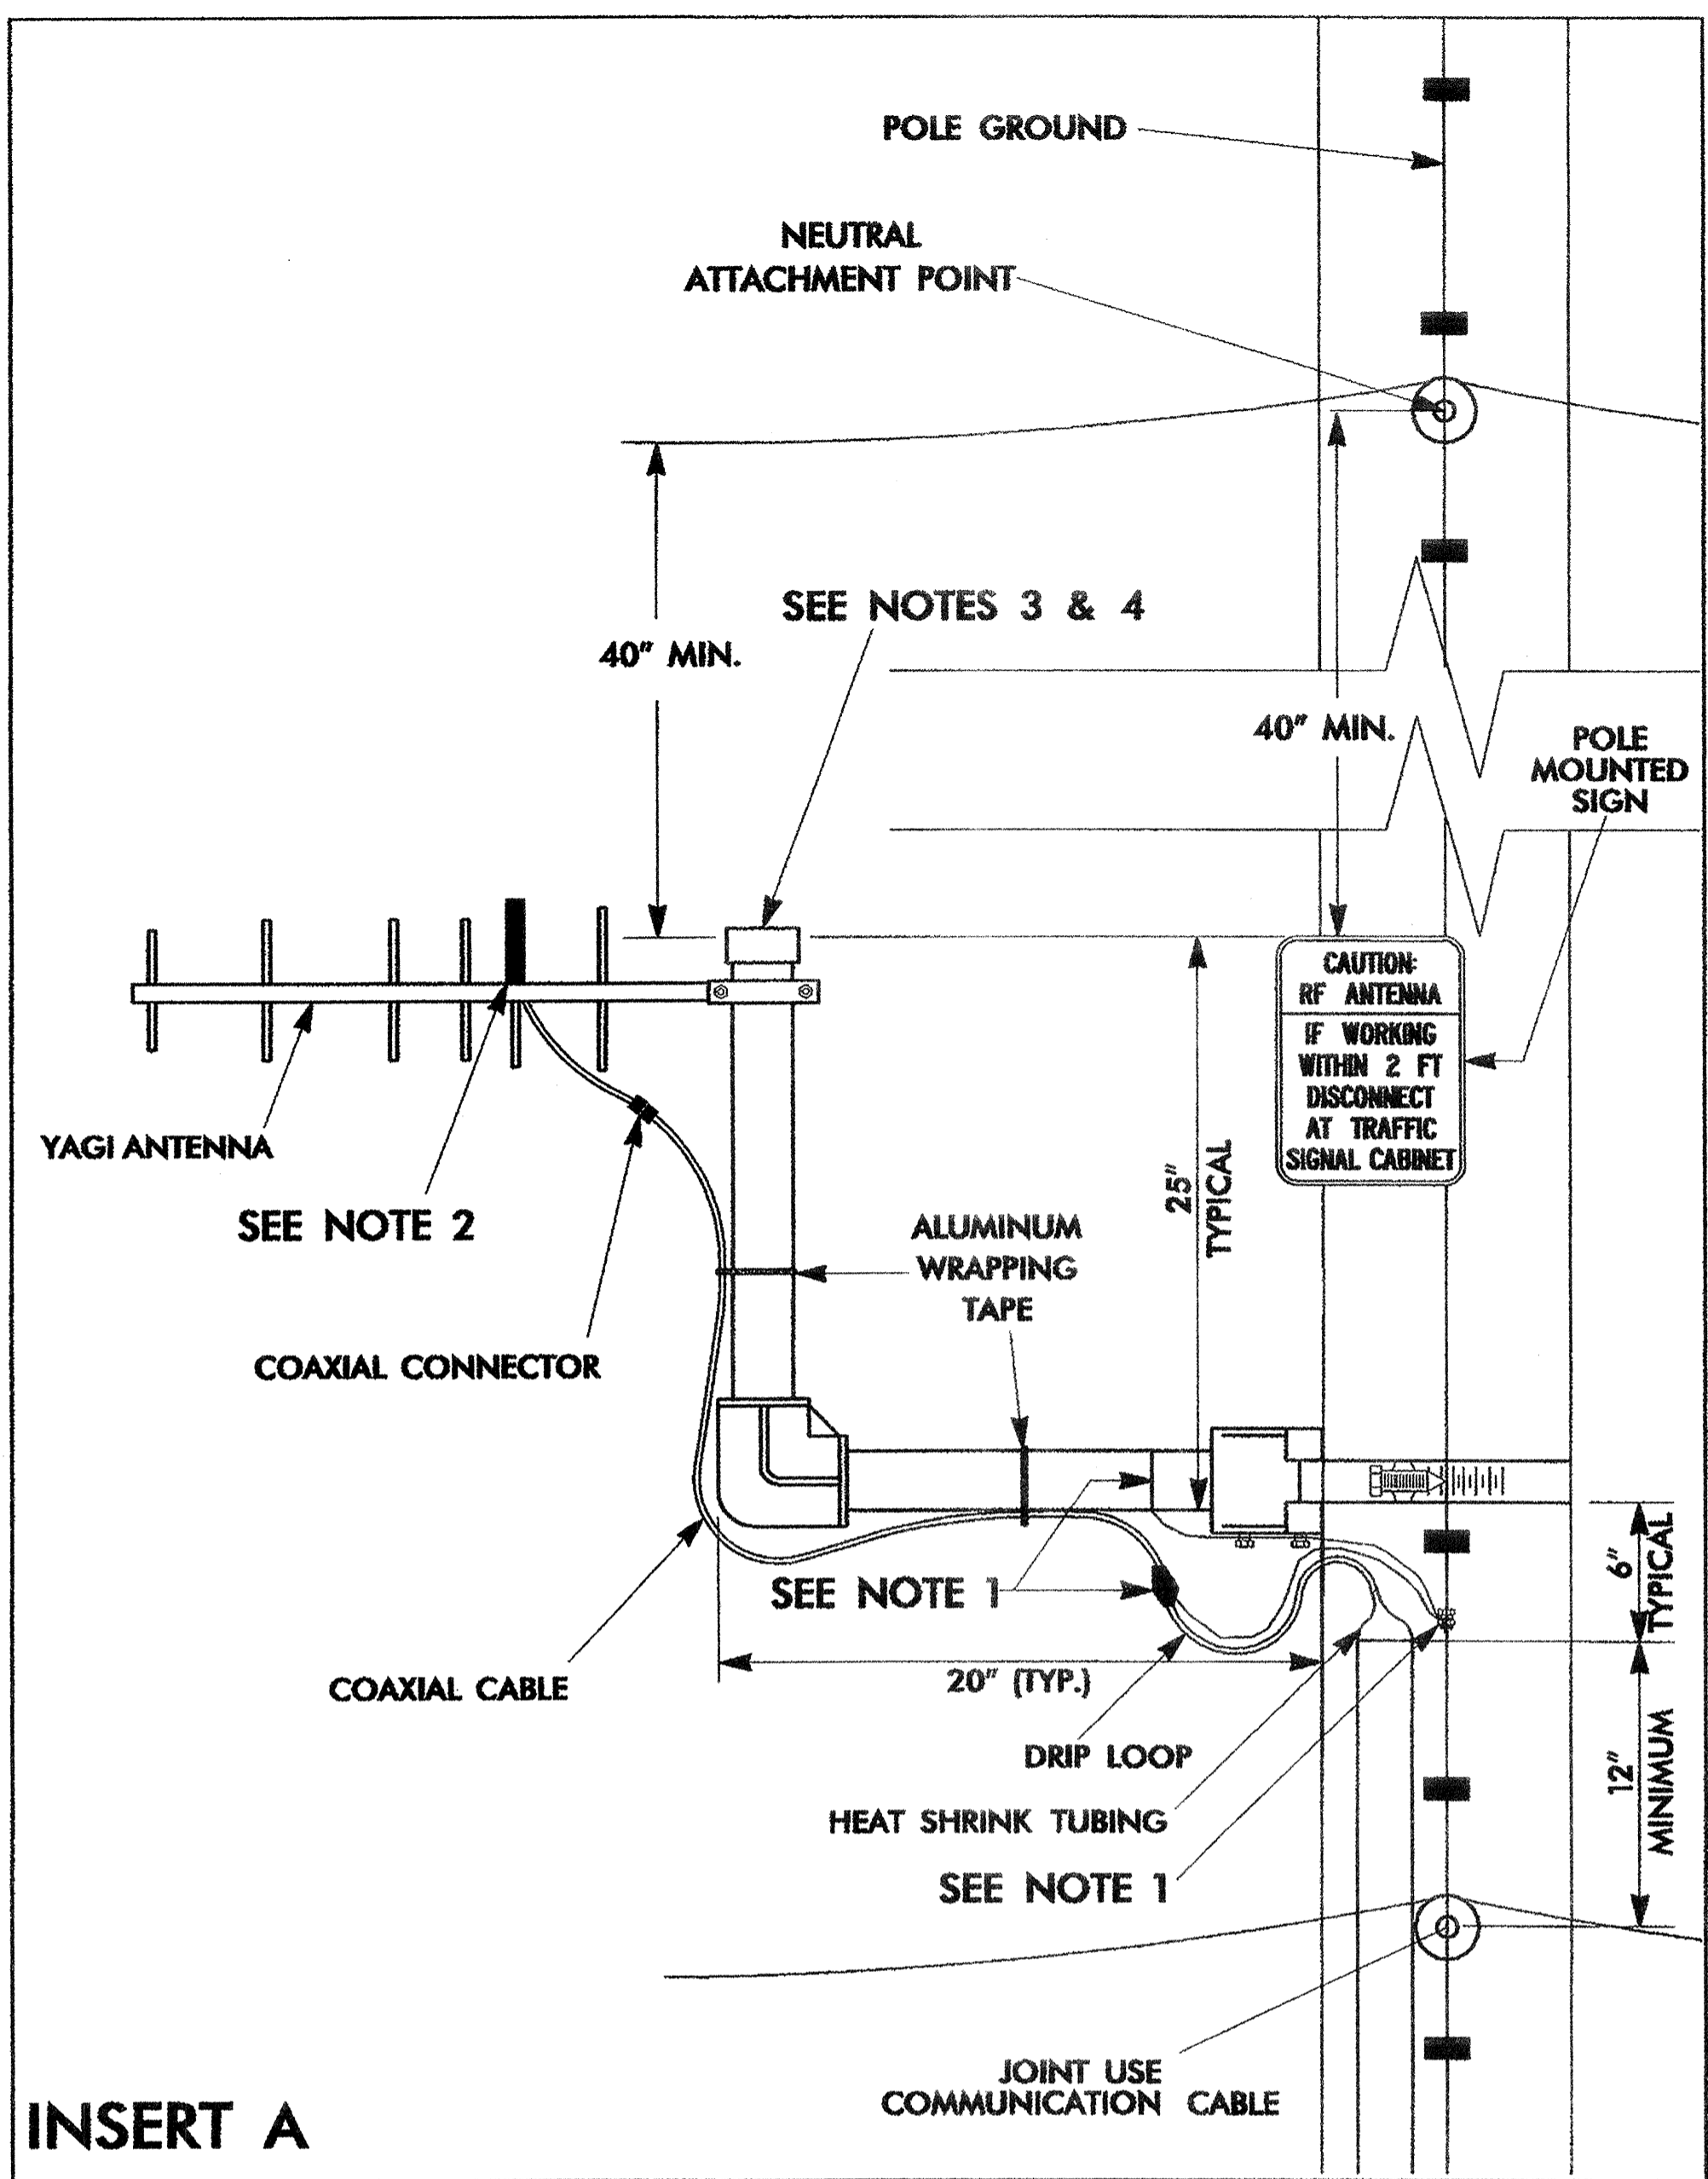 POLE GROUND
NEUTRAL
ATTACHMENT POINT
SEE NOTES 3 & 4
40" MIN.
40" MIN.
POLE
MOUNTED
SIGN
CAUTION:
RF ANTENNA
IF WORKING
WITHIN 2 FT
DISCONNECT
AT TRAFFIC
SIGNAL CABINET
YAGI ANTENNA
SEE NOTE 2
25"
TYPICAL
ALUMINUM
WRAPPING
TAPE
COAXIAL CONNECTOR
SEE NOTE 1
6"
TYPICAL
COAXIAL CABLE
20" (TYP.)
DRIP LOOP
HEAT SHRINK TUBING
12"
MINIMUM
SEE NOTE 1
JOINT USE
COMMUNICATION CABLE
INSERT A